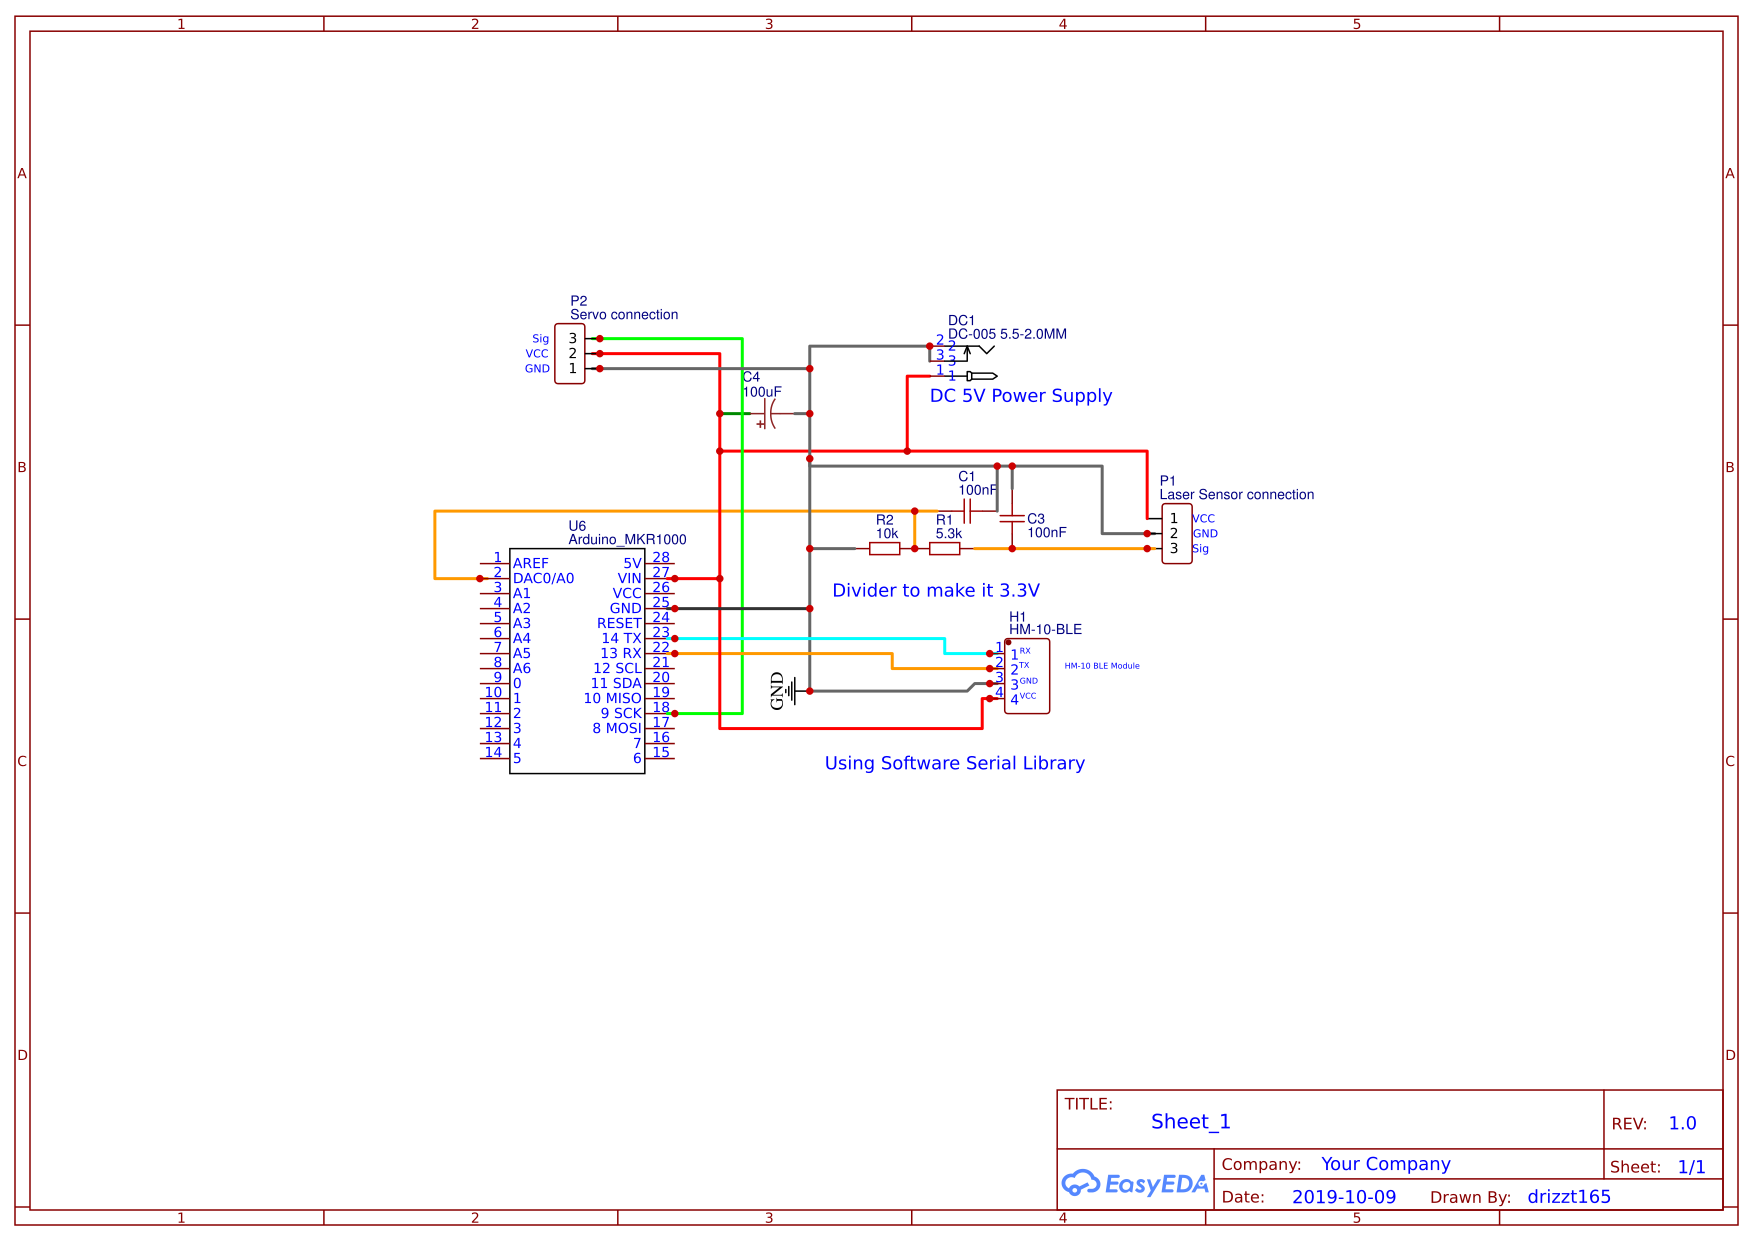 1 2 3 4 5
A A
B B
C C
D D
P2
Servo connection
Sig 3
VCC 2
GND 1
DC1
DC-005 5.5-2.0MM
2 2
3 3
1 1
DC 5V Power Supply
C4
100uF
+
C1
100nF
C3
100nF
R2
10k
R1
5.3k
P1
Laser Sensor connection
1 VCC
2 GND
3 Sig
Divider to make it 3.3V
U6
Arduino_MKR1000
1 AREF 5V 28
2 DAC0/A0 VIN 27
3 A1 VCC 26
4 A2 GND 25
5 A3 RESET 24
6 A4 14 TX 23
7 A5 13 RX 22
8 A6 12 SCL 21
9 0 11 SDA 20
10 1 10 MISO 19
11 2 9 SCK 18
12 3 8 MOSI 17
13 4 7 16
14 5 6 15
H1
HM-10-BLE
1 1 RX
2 2 TX
3 3 GND
4 4 VCC
HM-10 BLE Module
GND
Using Software Serial Library
TITLE:
Sheet_1
REV: 1.0
EasyEDA
Company: Your Company
Sheet: 1/1
Date: 2019-10-09 Drawn By: drizzt165
1 2 3 4 5